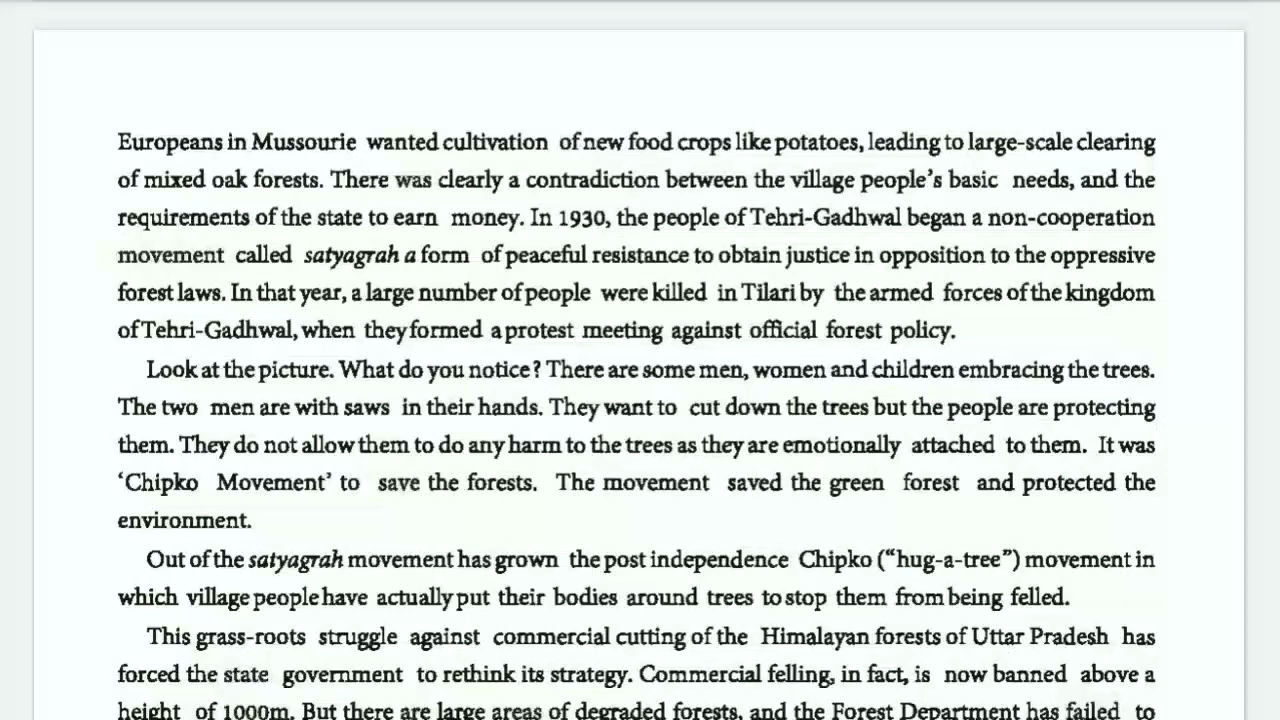 Europeans in Mussourie wanted cultivation of new food crops like potatoes, leading to large-scale clearing
of mixed oak forests. There was clearly a contradiction between the village people's basic needs, and the
requirements of the state to earn money. In 1930, the people of Tehri-Gadhwal began a non-cooperation
movement called satyagrah a form of peaceful resistance to obtain justice in opposition to the oppressive
forest laws. In that year, a large number of people were killed in Tilari by the armed forces of the kingdom
of Tehri-Gadhwal, when they formed a protest meeting against official forest policy.
Look at the picture. What do you notice? There are some men, women and children embracing the trees.
The two men are with saws in their hands. They want to cut down the trees but the people are protecting
them. They do not allow them to do any harm to the trees as they are emotionally attached to them. It was
‘Chipko Movement’ to save the forests. The movement saved the green forest and protected the
environment.
Out of the satyagrah movement has grown the post independence Chipko (“hug-a-tree”) movement in
which village people have actually put their bodies around trees to stop them from being felled.
This grass-roots struggle against commercial cutting of the Himalayan forests of Uttar Pradesh has
forced the state government to rethink its strategy. Commercial felling, in fact, is now banned above a
height of 1000m. But there are large areas of degraded forests, and the Forest Department has failed to